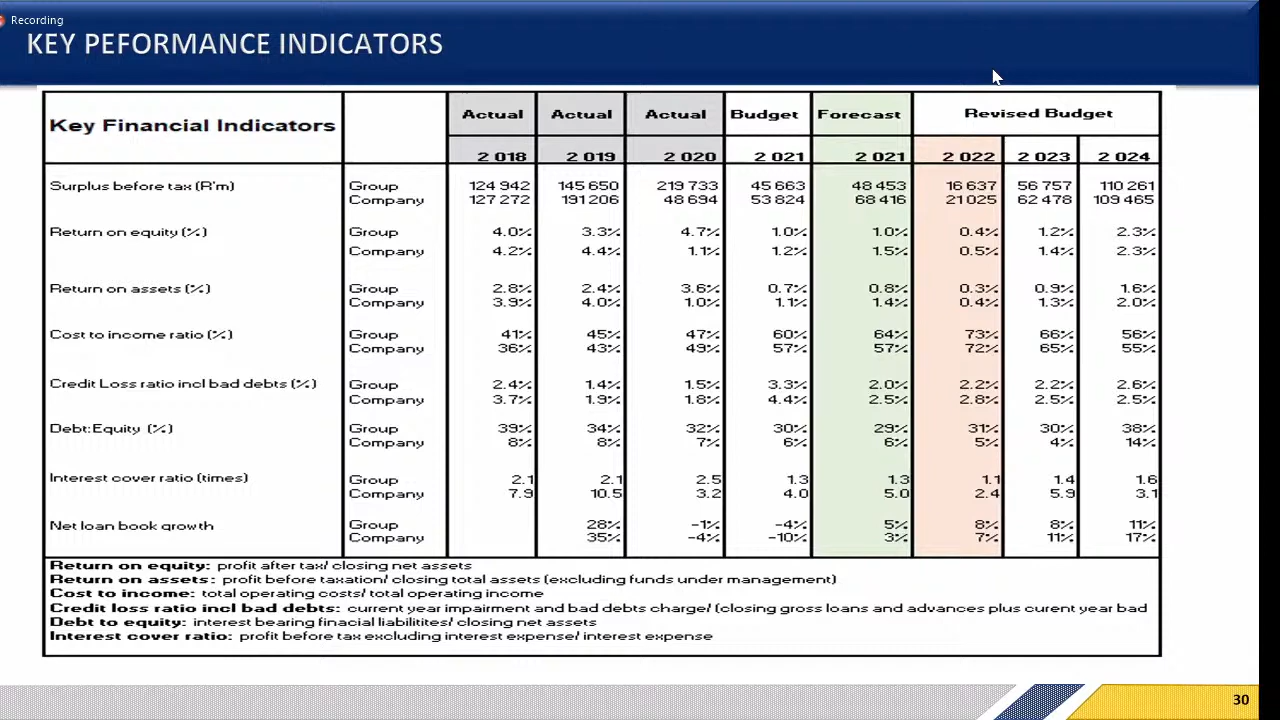 Recording
KEY PEFORMANCE INDICATORS
Key Financial Indicators Actual Actual Actual Budget Forecast Revised Budget
2 018 2 019 2 020 2 021 2 021 2 022 2 023 2 024
Surplus before tax (R'm) Group 124 942 145 650 219 733 45 663 48 453 16 637 56 757 110 261
Company 127 272 191 206 48 694 53 824 68 416 21 025 62 478 109 465
Return on equity (%) Group 4.0% 3.3% 4.7% 1.0% 1.0% 0.4% 1.2% 2.3%
Company 4.2% 4.4% 1.1% 1.2% 1.5% 0.5% 1.4% 2.3%
Return on assets (%) Group 2.8% 2.4% 3.6% 0.7% 0.8% 0.3% 0.9% 1.6%
Company 3.9% 4.0% 1.0% 1.1% 1.4% 0.4% 1.3% 2.0%
Cost to income ratio (%) Group 41% 45% 47% 60% 64% 73% 66% 56%
Company 36% 43% 49% 57% 57% 72% 65% 55%
Credit Loss ratio incl bad debts (%) Group 2.4% 1.4% 1.5% 3.3% 2.0% 2.2% 2.2% 2.6%
Company 3.7% 1.9% 1.8% 4.4% 2.5% 2.8% 2.5% 2.5%
Debt:Equity (%) Group 39% 34% 32% 30% 29% 31% 30% 38%
Company 8% 8% 7% 6% 6% 5% 4% 14%
Interest cover ratio (times) Group 2.1 2.1 2.5 1.3 1.3 1.1 1.4 1.6
Company 7.9 10.5 3.2 4.0 5.0 2.4 5.9 3.1
Net loan book growth Group 28% -1% -4% 5% 8% 8% 11%
Company 35% -4% -10% 3% 7% 11% 17%
Return on equity: profit after tax/ closing net assets
Return on assets: profit before taxation/ closing total assets (excluding funds under management)
Cost to income: total operating costs/ total operating income
Credit loss ratio incl bad debts: current year impairment and bad debts charge/ (closing gross loans and advances plus curent year bad
Debt to equity: interest bearing finacial liabilitites/ closing net assets
Interest cover ratio: profit before tax excluding interest expense/ interest expense
30